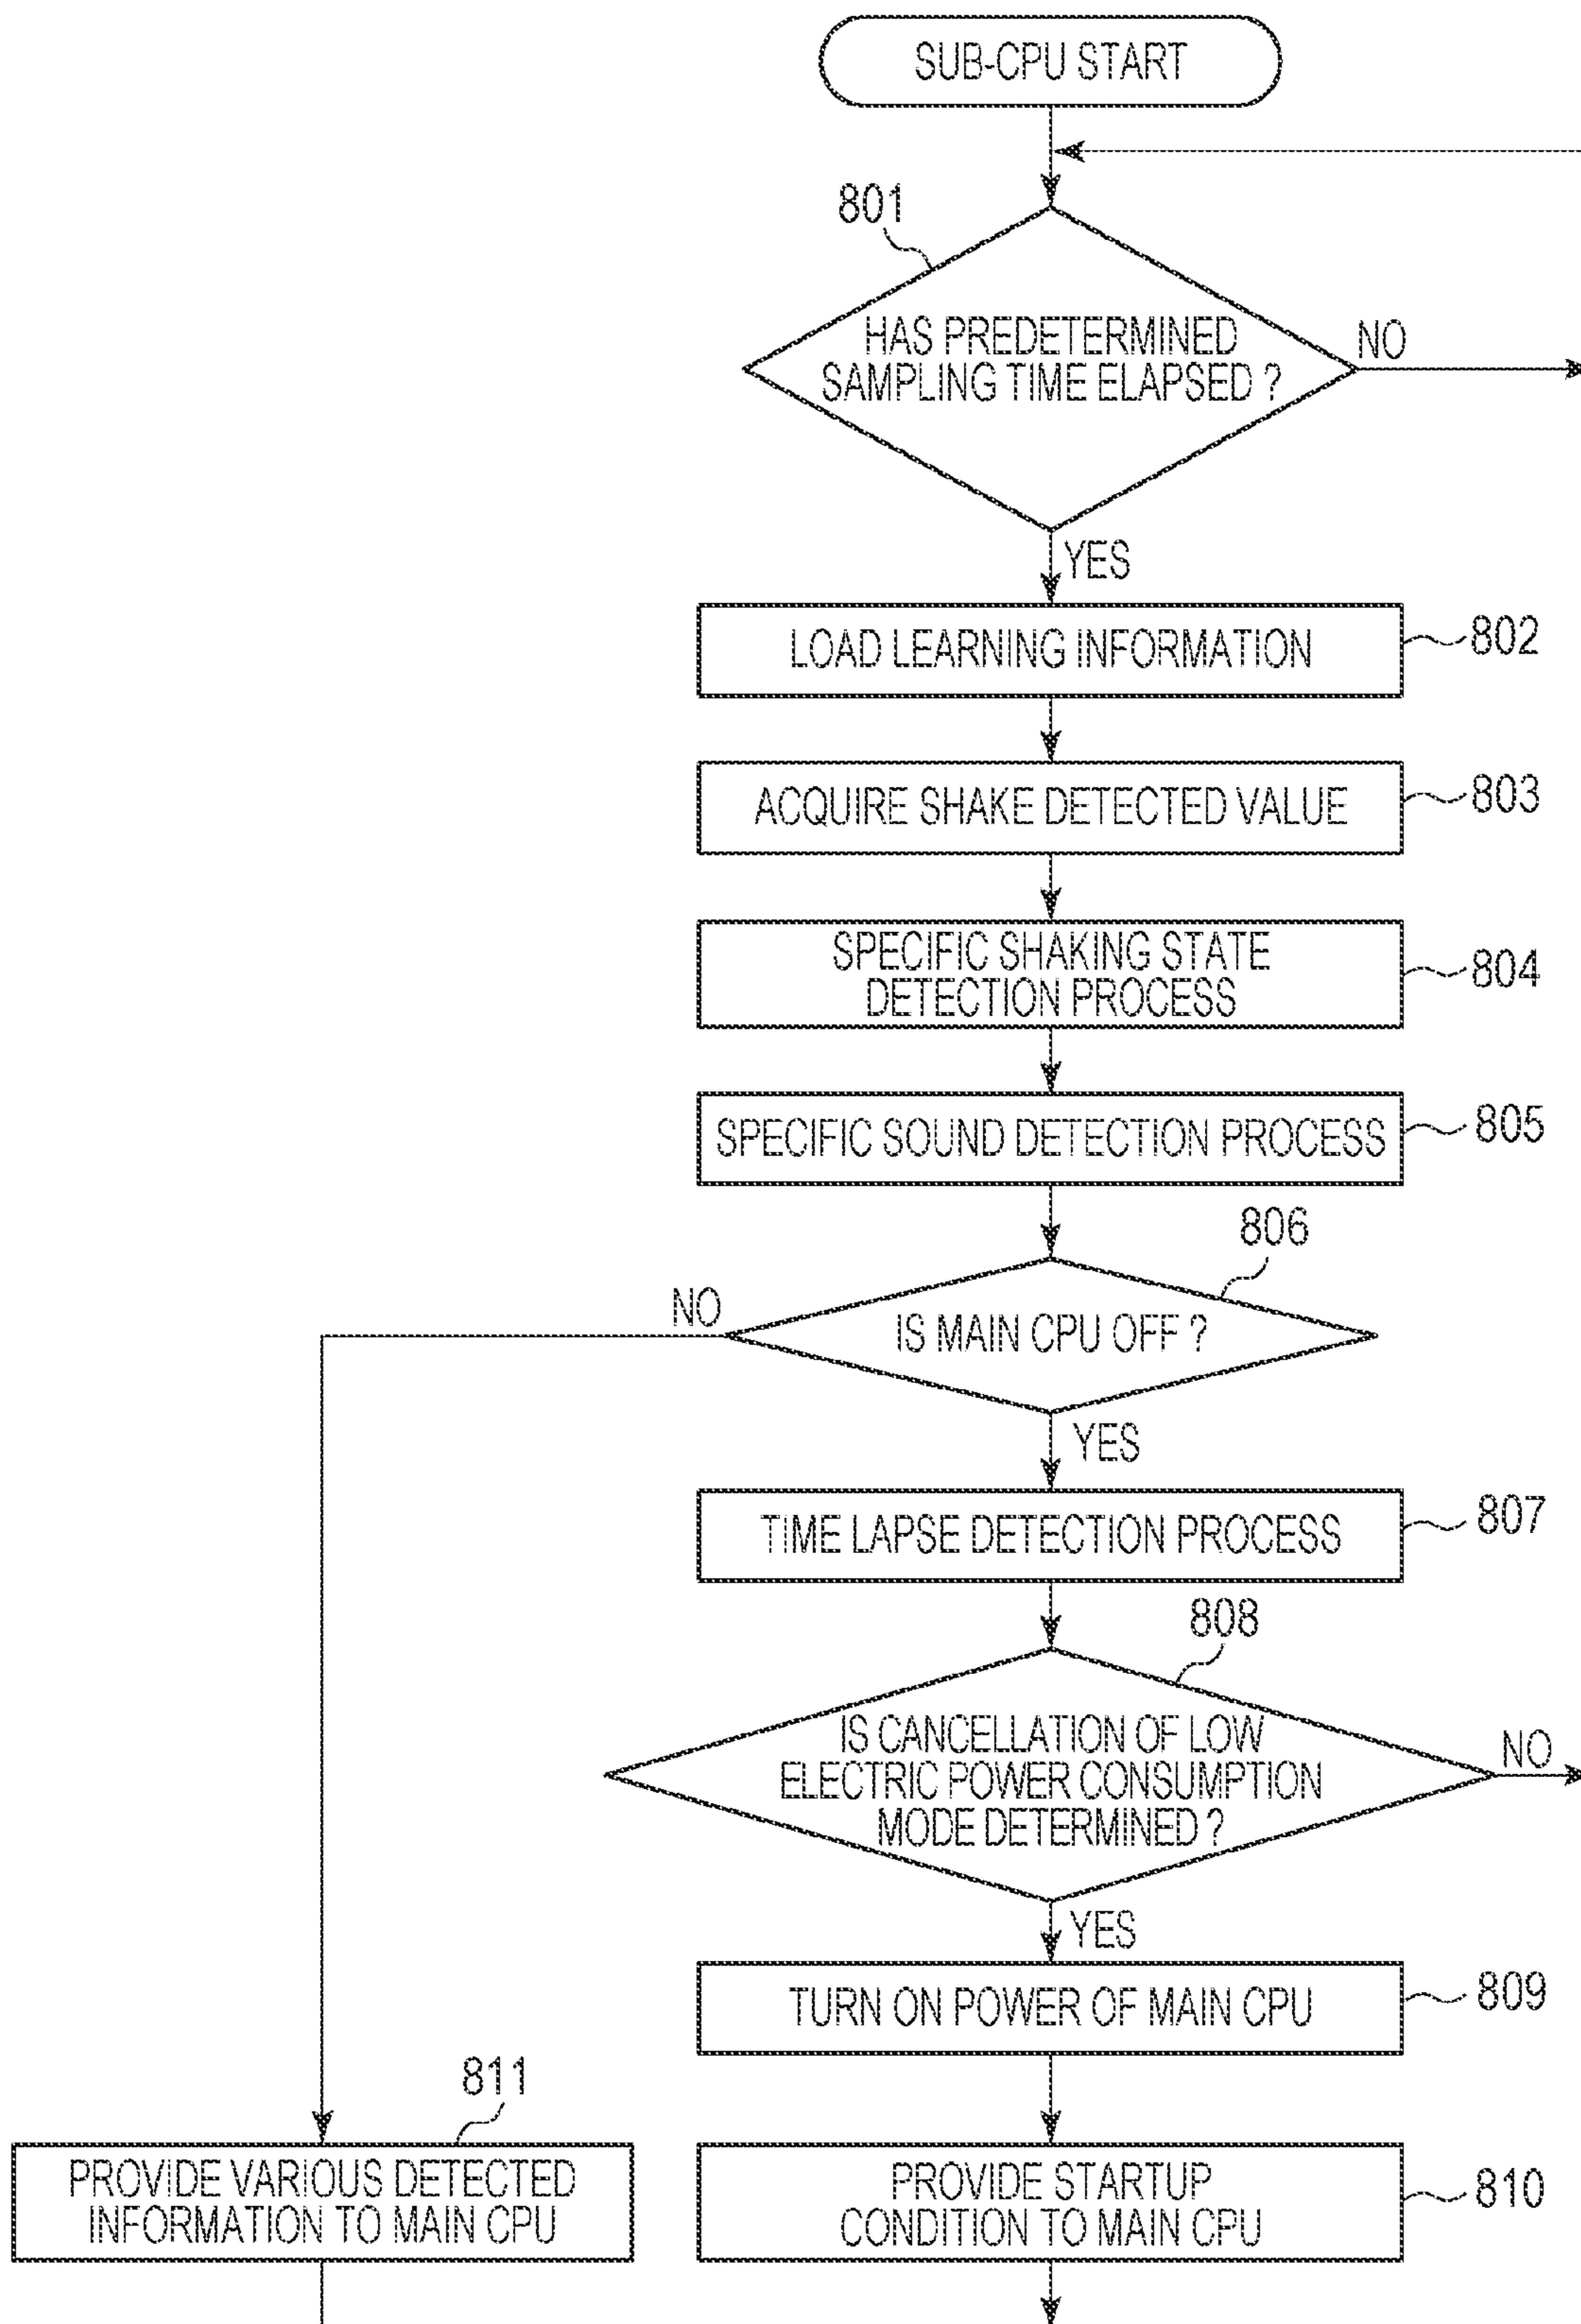 SUB-CPU START
801
HAS PREDETERMINED
SAMPLING TIME ELAPSED ?
NO
YES
LOAD LEARNING INFORMATION
802
ACQUIRE SHAKE DETECTED VALUE
803
SPECIFIC SHAKING STATE
DETECTION PROCESS
804
SPECIFIC SOUND DETECTION PROCESS
805
806
NO
IS MAIN CPU OFF ?
YES
TIME LAPSE DETECTION PROCESS
807
808
IS CANCELLATION OF LOW
ELECTRIC POWER CONSUMPTION
MODE DETERMINED ?
NO
YES
TURN ON POWER OF MAIN CPU
809
811
PROVIDE VARIOUS DETECTED
INFORMATION TO MAIN CPU
PROVIDE STARTUP
CONDITION TO MAIN CPU
810